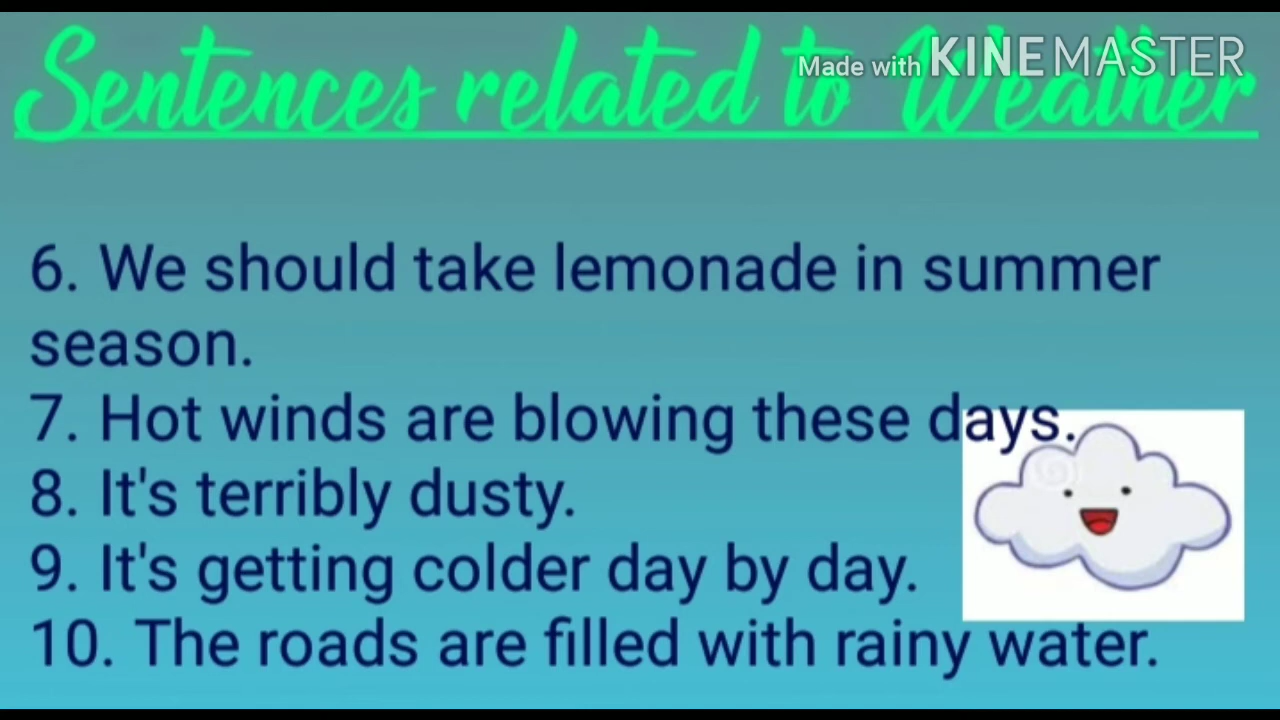 Sentences related to Weather
Made with KINEMASTER
6. We should take lemonade in summer
season.
7. Hot winds are blowing these days.
8. It's terribly dusty.
9. It's getting colder day by day.
10. The roads are filled with rainy water.